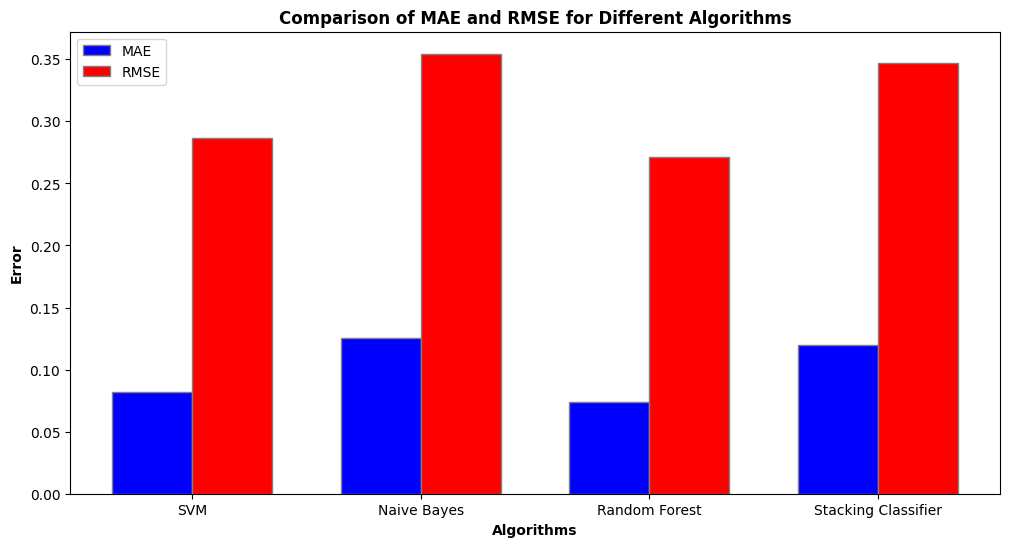 Comparison of MAE and RMSE for Different Algorithms
MAE
RMSE
0.35
0.30
0.25
0.20
0.15
0.10
0.05
0.00
Error
SVM
Naive Bayes
Random Forest
Stacking Classifier
Algorithms